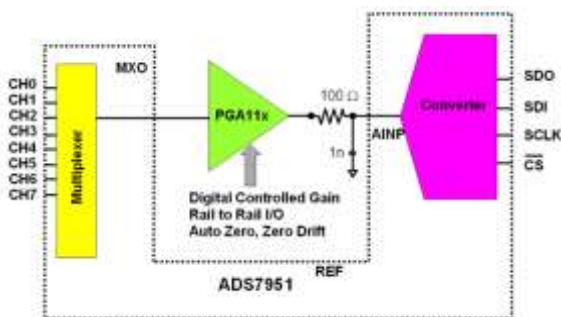 CH0
CH1
CH2
CH3
CH4
CH5
CH6
CH7
Multiplexer
MXO
PGA11x
Digital Controlled Gain
Rail to Rail I/O
Auto Zero, Zero Drift
100 Ω
1n
AINP
Converter
SDO
SDI
SCLK
CS
REF
ADS7951